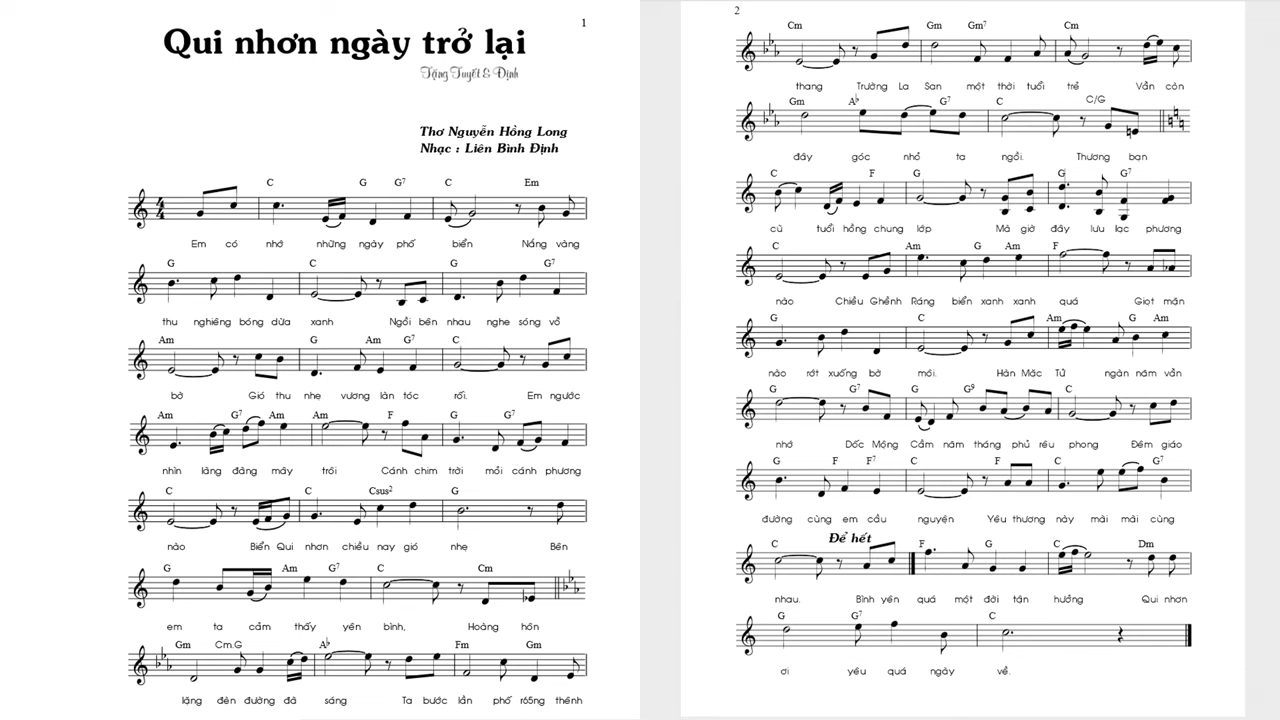 1
Qui nhơn ngày trở lại
Tặng Tuyết & Định
Thơ Nguyễn Hồng Long
Nhạc : Liên Bình Định
C G G7 C Em
Em có nhớ những ngày phố biển Nắng vàng
G C G G7
thu nghiêng bóng dừa xanh Ngồi bên nhau nghe sóng vỗ
Am G Am G7 C
bờ Gió thu nhẹ vương làn tóc rối. Em ngước
Am G7 Am Am F G G7
nhìn làng đàng mây trôi Cánh chim trời mỏi cánh phương
C C Csus2 G
nào Biển Qui nhơn chiều nay gió nhẹ Bên
G Am G7 C Cm
em ta cảm thấy yên bình, Hoàng hôn
Gm Cm.G Ab Fm Gm
lặng đèn đường đã sáng Ta bước lần phố rỏ5ng thênh
2
Cm Gm Gm7 Cm
thang Trường La San một thời tuổi trẻ Vẫn còn
Gm Ab G7 C C/G
đây góc nhỏ ta ngồi. Thương bạn
C F G G G7
cũ tuổi hồng chung lớp Mà giờ đây lưu lạc phương
C Am G Am F
nào Chiều Ghềnh Ráng biển xanh xanh quá Giọt mặn
G C Am G Am
nào rớt xuống bờ môi. Hàn Mặc Tử ngàn năm vẫn
G G7 G G9 C
nhớ Dốc Mộng Cầm năm tháng phủ rêu phong Đêm giáo
G F F7 C F C G7
đường cùng em cầu nguyện Yêu thương này mãi mãi cùng
C Để hết F G C Dm
nhau. Bình yên quá một đời tận hưởng Qui nhơn
G G7 C
ơi yêu quá ngày về.